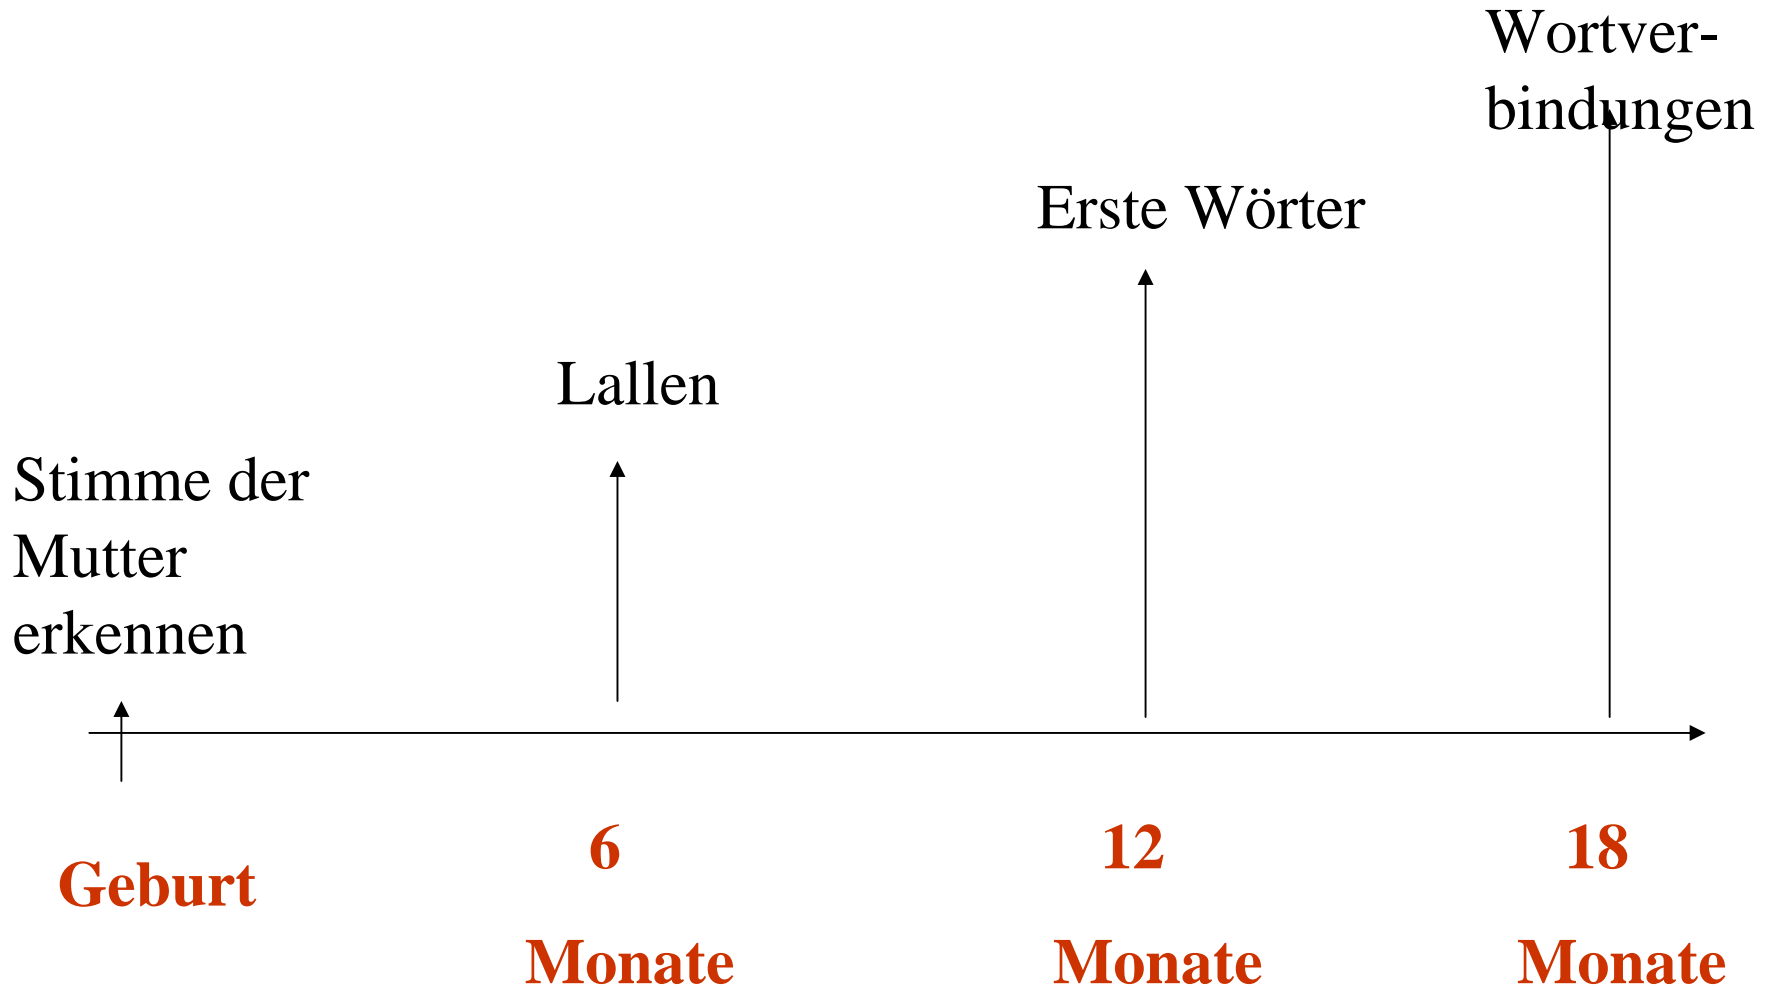 Wortver-
bindungen
Erste Wörter
Lallen
Stimme der
Mutter
erkennen
Geburt
6
Monate
12
Monate
18
Monate